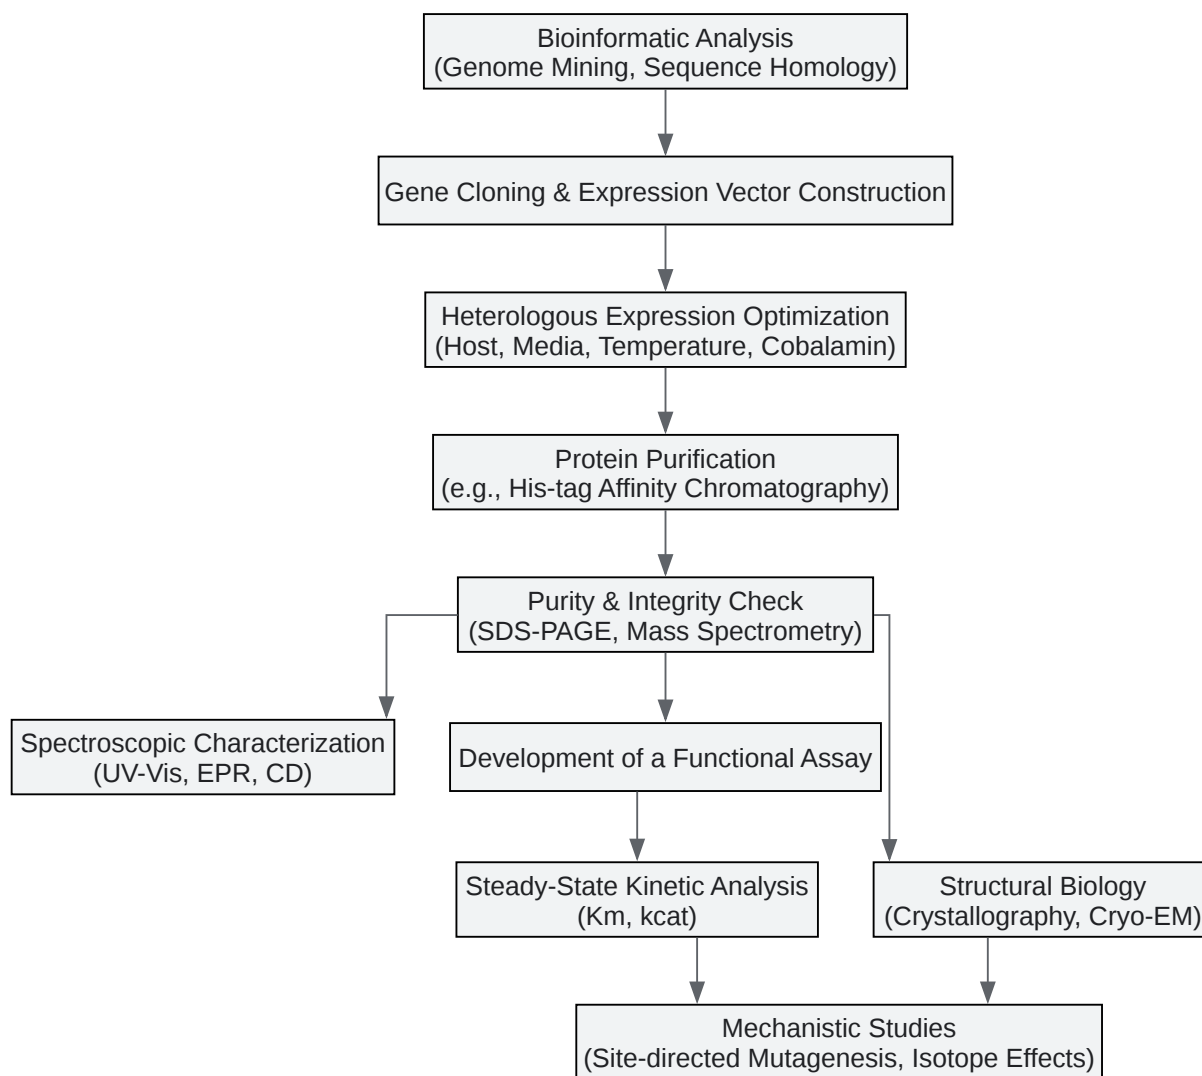 Bioinformatic Analysis
(Genome Mining, Sequence Homology)
Gene Cloning & Expression Vector Construction
Heterologous Expression Optimization
(Host, Media, Temperature, Cobalamin)
Protein Purification
(e.g., His-tag Affinity Chromatography)
Purity & Integrity Check
(SDS-PAGE, Mass Spectrometry)
Spectroscopic Characterization
(UV-Vis, EPR, CD)
Development of a Functional Assay
Steady-State Kinetic Analysis
(Km, kcat)
Structural Biology
(Crystallography, Cryo-EM)
Mechanistic Studies
(Site-directed Mutagenesis, Isotope Effects)